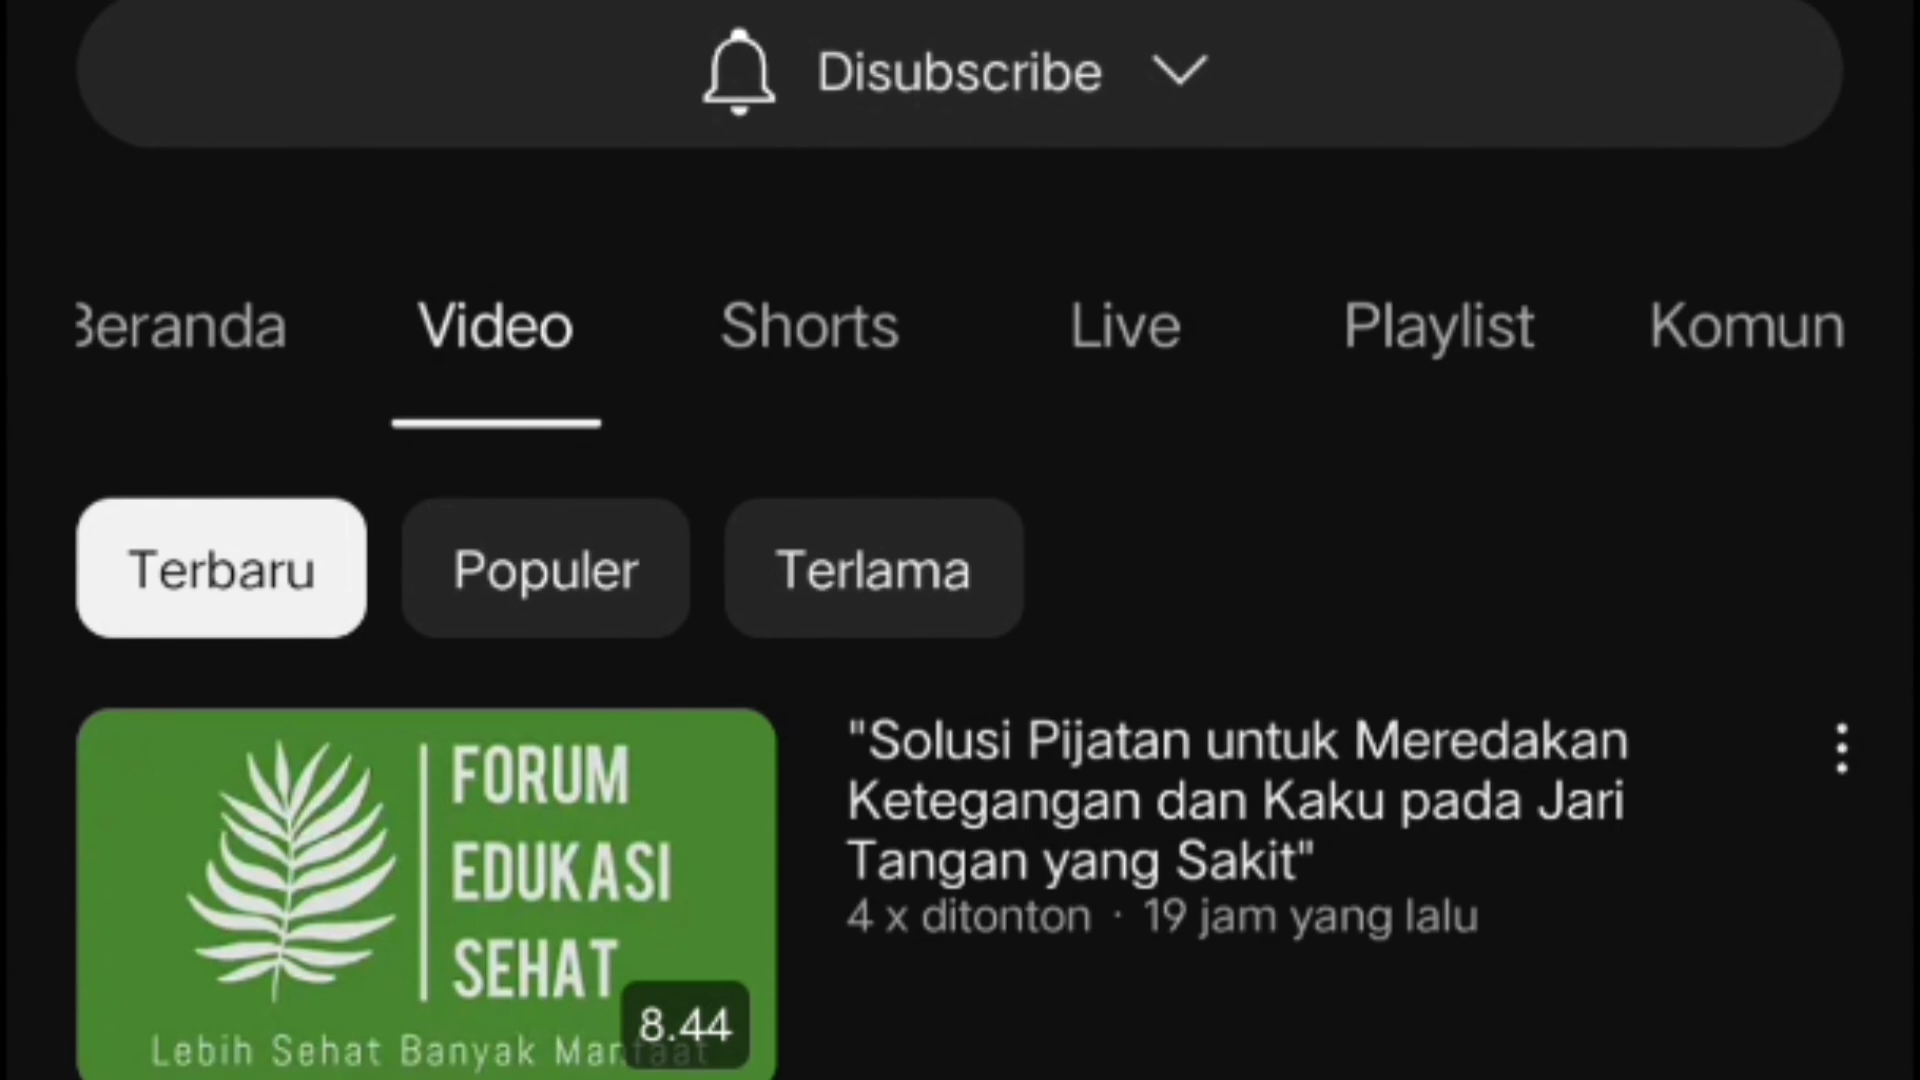 Disubscribe
Beranda Video Shorts Live Playlist Komun
Terbaru Populer Terlama
FORUM
EDUKASI
SEHAT
8.44
Lebih Sehat Banyak Manfaat
"Solusi Pijatan untuk Meredakan
Ketegangan dan Kaku pada Jari
Tangan yang Sakit"
4 x ditonton · 19 jam yang lalu